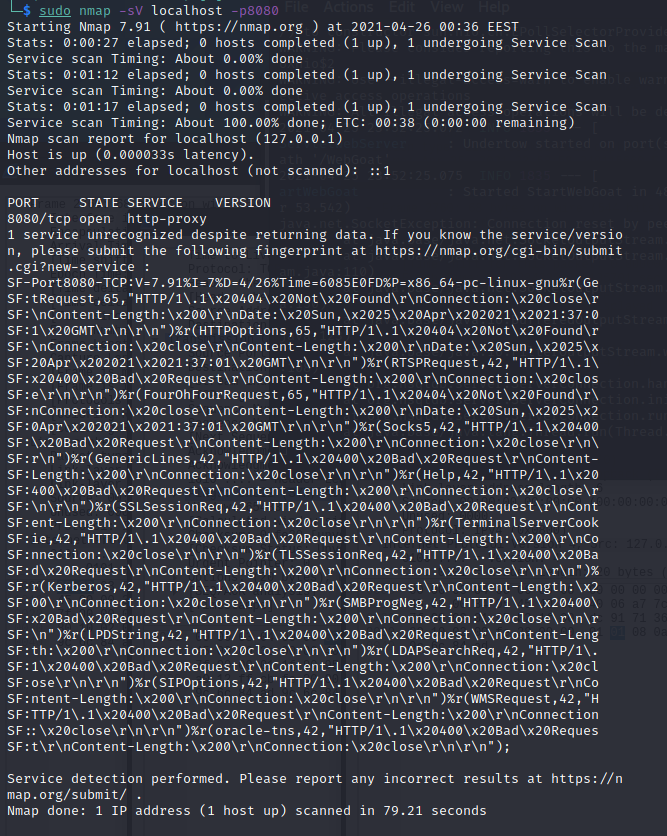 └─$ sudo nmap -sV localhost -p8080
Starting Nmap 7.91 ( https://nmap.org ) at 2021-04-26 00:36 EEST
Stats: 0:00:27 elapsed; 0 hosts completed (1 up), 1 undergoing Service Scan
Service scan Timing: About 0.00% done
Stats: 0:01:12 elapsed; 0 hosts completed (1 up), 1 undergoing Service Scan
Service scan Timing: About 0.00% done
Stats: 0:01:17 elapsed; 0 hosts completed (1 up), 1 undergoing Service Scan
Service scan Timing: About 100.00% done; ETC: 00:38 (0:00:00 remaining)
Nmap scan report for localhost (127.0.0.1)
Host is up (0.000033s latency).
Other addresses for localhost (not scanned): ::1
PORT     STATE SERVICE    VERSION
8080/tcp open  http-proxy
1 service unrecognized despite returning data. If you know the service/versio
n, please submit the following fingerprint at https://nmap.org/cgi-bin/submit
.cgi?new-service :
SF-Port8080-TCP:V=7.91%I=7%D=4/26%Time=6085E0FD%P=x86_64-pc-linux-gnu%r(Ge
SF:tRequest,65,"HTTP/1\.1\x20404\x20Not\x20Found\r\nConnection:\x20close\r
SF:\nContent-Length:\x200\r\nDate:\x20Sun,\x2025\x20Apr\x202021\x2021:37:0
SF:1\x20GMT\r\n\r\n")%r(HTTPOptions,65,"HTTP/1\.1\x20404\x20Not\x20Found\r
SF:\nConnection:\x20close\r\nContent-Length:\x200\r\nDate:\x20Sun,\x2025\x
SF:20Apr\x202021\x2021:37:01\x20GMT\r\n\r\n")%r(RTSPRequest,42,"HTTP/1\.1\
SF:x20400\x20Bad\x20Request\r\nContent-Length:\x200\r\nConnection:\x20clos
SF:e\r\n\r\n")%r(FourOhFourRequest,65,"HTTP/1\.1\x20404\x20Not\x20Found\r\
SF:nConnection:\x20close\r\nContent-Length:\x200\r\nDate:\x20Sun,\x2025\x2
SF:0Apr\x202021\x2021:37:01\x20GMT\r\n\r\n")%r(Socks5,42,"HTTP/1\.1\x20400
SF:\x20Bad\x20Request\r\nContent-Length:\x200\r\nConnection:\x20close\r\n\
SF:r\n")%r(GenericLines,42,"HTTP/1\.1\x20400\x20Bad\x20Request\r\nContent-
SF:Length:\x200\r\nConnection:\x20close\r\n\r\n")%r(Help,42,"HTTP/1\.1\x20
SF:400\x20Bad\x20Request\r\nContent-Length:\x200\r\nConnection:\x20close\r
SF:\n\r\n")%r(SSLSessionReq,42,"HTTP/1\.1\x20400\x20Bad\x20Request\r\nCont
SF:ent-Length:\x200\r\nConnection:\x20close\r\n\r\n")%r(TerminalServerCook
SF:ie,42,"HTTP/1\.1\x20400\x20Bad\x20Request\r\nContent-Length:\x200\r\nCo
SF:nnection:\x20close\r\n\r\n")%r(TLSSessionReq,42,"HTTP/1\.1\x20400\x20Ba
SF:d\x20Request\r\nContent-Length:\x200\r\nConnection:\x20close\r\n\r\n")%
SF:r(Kerberos,42,"HTTP/1\.1\x20400\x20Bad\x20Request\r\nContent-Length:\x2
SF:00\r\nConnection:\x20close\r\n\r\n")%r(SMBProgNeg,42,"HTTP/1\.1\x20400\
SF:x20Bad\x20Request\r\nContent-Length:\x200\r\nConnection:\x20close\r\n\r
SF:\n")%r(LPDString,42,"HTTP/1\.1\x20400\x20Bad\x20Request\r\nContent-Leng
SF:th:\x200\r\nConnection:\x20close\r\n\r\n")%r(LDAPSearchReq,42,"HTTP/1\.
SF:1\x20400\x20Bad\x20Request\r\nContent-Length:\x200\r\nConnection:\x20cl
SF:ose\r\n\r\n")%r(SIPOptions,42,"HTTP/1\.1\x20400\x20Bad\x20Request\r\nCo
SF:ntent-Length:\x200\r\nConnection:\x20close\r\n\r\n")%r(WMSRequest,42,"H
SF:TTP/1\.1\x20400\x20Bad\x20Request\r\nContent-Length:\x200\r\nConnection
SF::\x20close\r\n\r\n")%r(oracle-tns,42,"HTTP/1\.1\x20400\x20Bad\x20Reques
SF:t\r\nContent-Length:\x200\r\nConnection:\x20close\r\n\r\n");
Service detection performed. Please report any incorrect results at https://n
map.org/submit/ .
Nmap done: 1 IP address (1 host up) scanned in 79.21 seconds